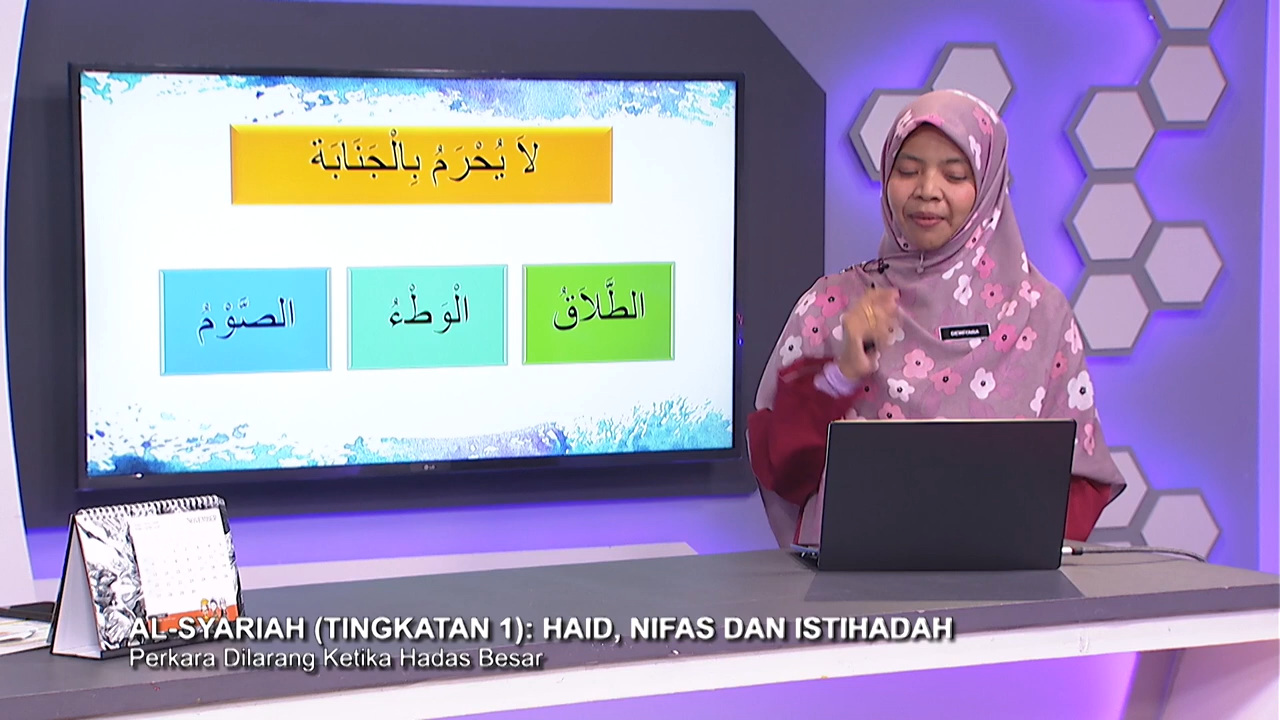 لاَ يُحْرَمُ بِالْجَنَابَة
الطَّلَاقُ
الْوَطْءُ
الصَّوْمُ
LG
AL-SYARIAH (TINGKATAN 1): HAID, NIFAS DAN ISTIHADAH
Perkara Dilarang Ketika Hadas Besar